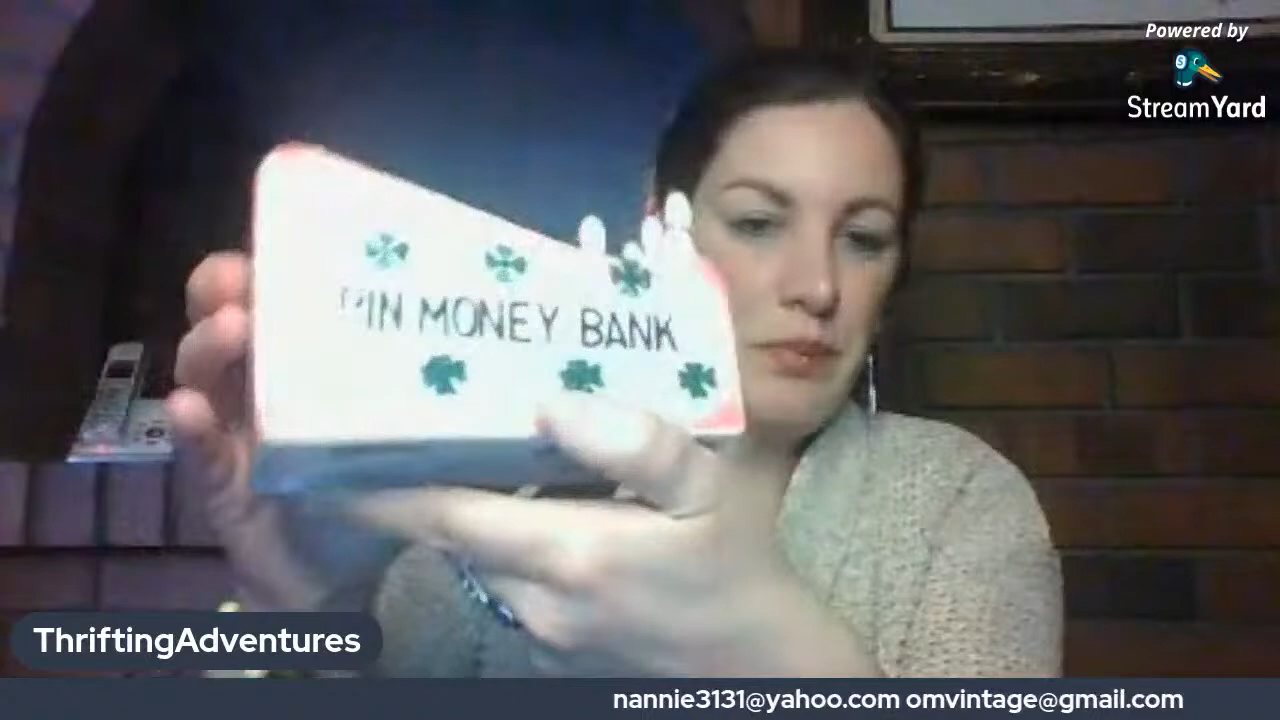 Powered by
StreamYard
PIN MONEY BANK
ThriftingAdventures
nannie3131@yahoo.com omvintage@gmail.com